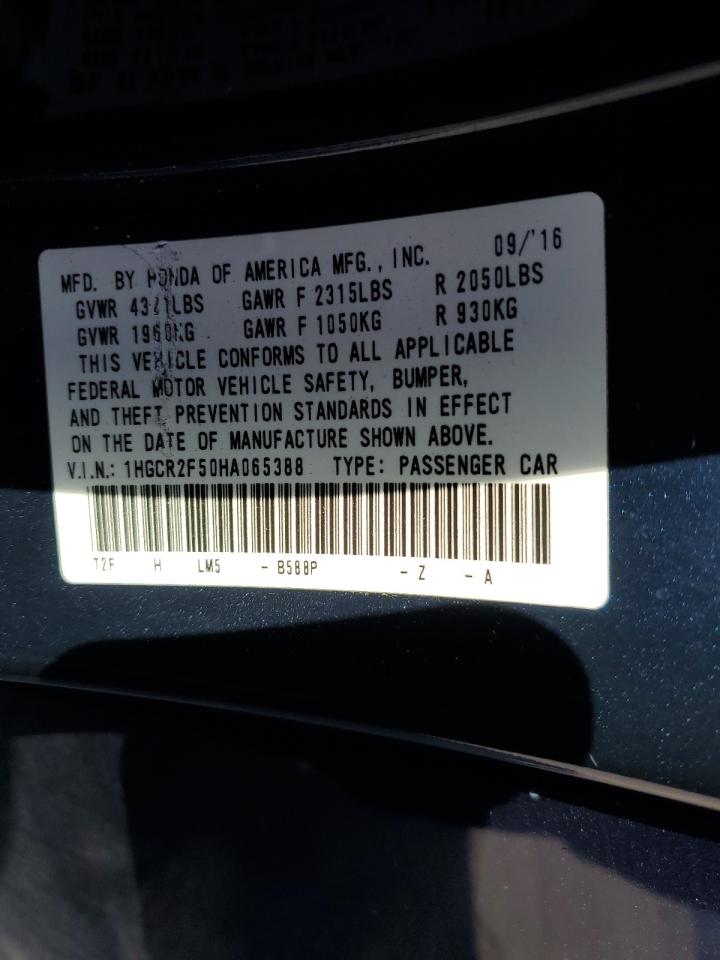 MFD. BY HONDA OF AMERICA MFG., INC. 09/'16
GVWR LBS GAWR F 2315LBS R 2050LBS
GVWR GAWR F 1050KG R 930KG
THIS VEHICLE CONFORMS TO ALL APPLICABLE
FEDERAL MOTOR VEHICLE SAFETY, BUMPER,
AND THEFT PREVENTION STANDARDS IN EFFECT
ON THE DATE OF MANUFACTURE SHOWN ABOVE.
V.I.N.: 1HGCR2F50HA065388 TYPE: PASSENGER CAR
T2F H LM5 - B588P - Z - A